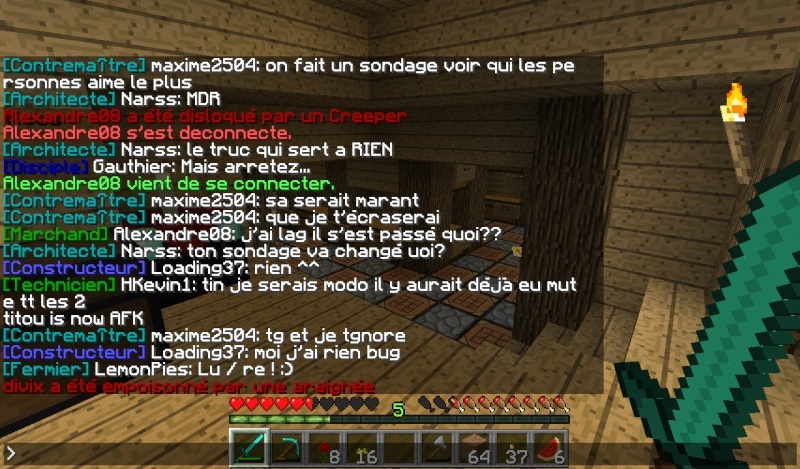 [Contremaître] maxime2504: on fait un sondage voir qui les pe
rsonnes aime le plus
[Architecte] Narss: MDR
Alexandre08 a été disloqué par un Creeper
Alexandre08 s'est deconnecte.
[Architecte] Narss: le truc qui sert a RIEN
[Disciple] Gauthier: Mais arretez...
Alexandre08 vient de se connecter.
[Contremaître] maxime2504: sa serait marant
[Contremaître] maxime2504: que je t'écraserai
[Marchand] Alexandre08: j'ai lag il s'est passé quoi??
[Architecte] Narss: ton sondage va changé uoi?
[Constructeur] Loading37: rien ^^
[Technicien] HKevin1: tin je serais modo il y aurait déjà eu mut
e tt les 2
titou is now AFK
[Contremaître] maxime2504: tg et je tgnore
[Constructeur] Loading37: moi j'ai rien bug
[Fermier] LemonPies: Lu / re ! :)
divix a été empoisonné par une araignée
5
8 16 64 37 6
>